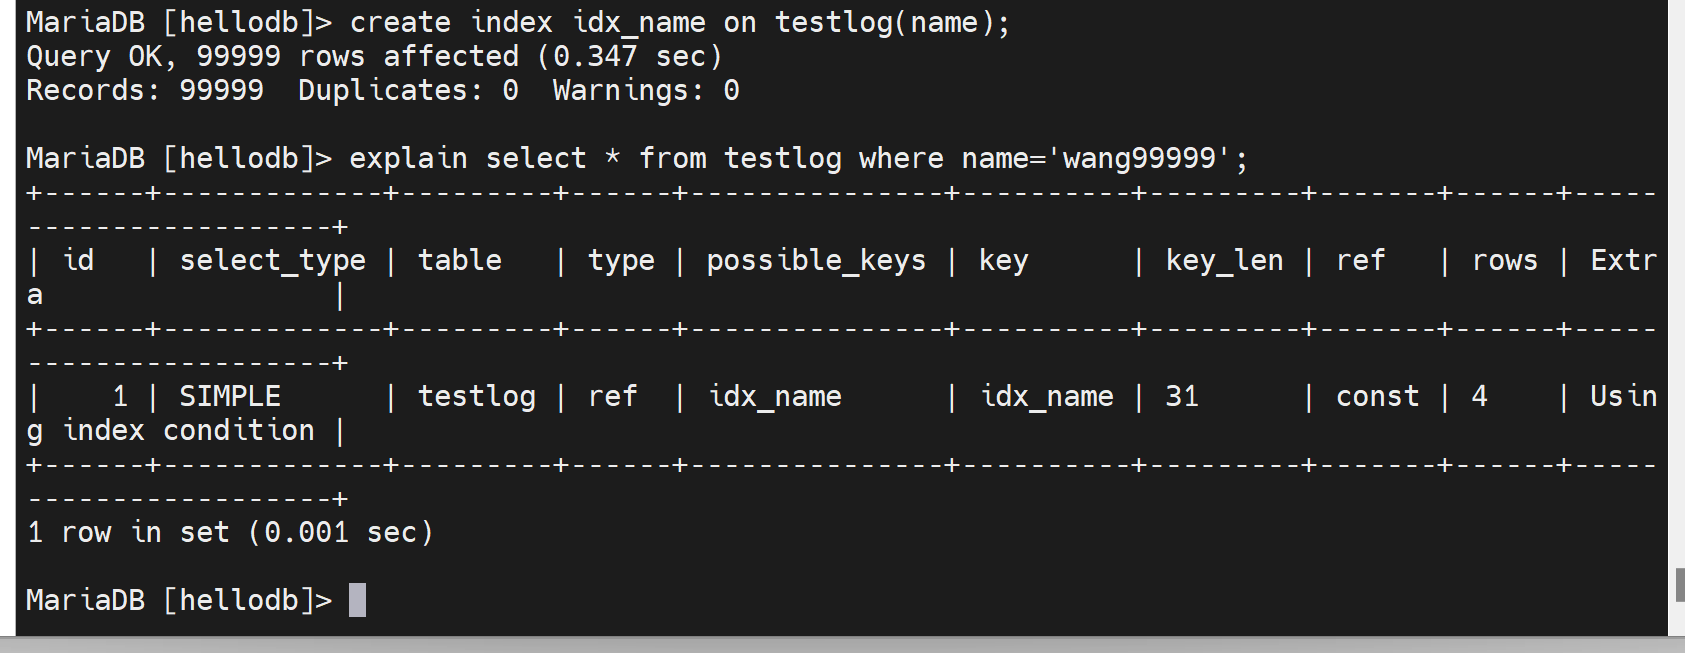 MariaDB [hellodb]> create index idx_name on testlog(name);
Query OK, 99999 rows affected (0.347 sec)
Records: 99999  Duplicates: 0  Warnings: 0
MariaDB [hellodb]> explain select * from testlog where name='wang99999';
+------+-------------+---------+------+---------------+----------+---------+-------+------+-----
------------------+
| id   | select_type | table   | type | possible_keys | key      | key_len | ref   | rows | Extr
a                 |
+------+-------------+---------+------+---------------+----------+---------+-------+------+-----
------------------+
|    1 | SIMPLE      | testlog | ref  | idx_name      | idx_name | 31      | const | 4    | Usin
g index condition |
+------+-------------+---------+------+---------------+----------+---------+-------+------+-----
------------------+
1 row in set (0.001 sec)
MariaDB [hellodb]>